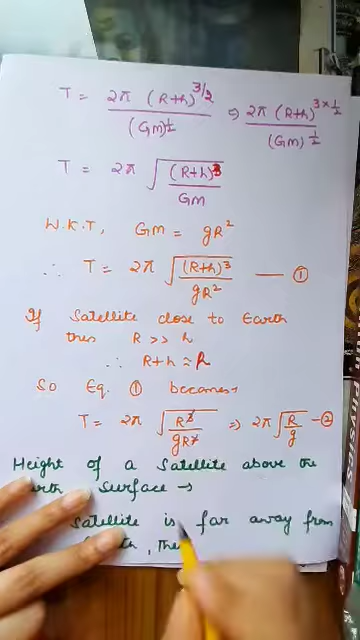 T = 2π (R+h)^3/2 / (Gm)^1/2 ⇒ 2π (R+h)^3×1/2 / (Gm)^1/2
T = 2π √((R+h)^3 / Gm)
W.K.T, Gm = gR²
∴ T = 2π √((R+h)^3 / gR²) — ①
If Satellite close to Earth
then R >> h
∴ R+h ≈ R
So Eq. ① becomes→
T = 2π √(R³ / gR²) ⇒ 2π √(R / g) —②
Height of a Satellite above the
Surface →
Satellite is far away from